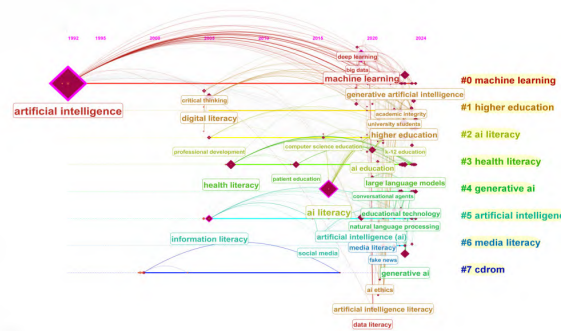 1992 2005 2010 2015 2020 2024
deep learning
big data
machine learning
#0 machine learning
generative artificial intelligence
critical thinking
artificial intelligence
#1 higher education
academic integrity
digital literacy
university students
higher education
#2 ai literacy
computer science education
professional development
k-12 education
#3 health literacy
ai education
patient education
health literacy
large language models
#4 generative ai
conversational agents
ai literacy
educational technology
#5 artificial intelligence
natural language processing
information literacy
artificial intelligence (ai)
#6 media literacy
media literacy
social media
fake news
#7 cdrom
generative ai
ai ethics
artificial intelligence literacy
data literacy